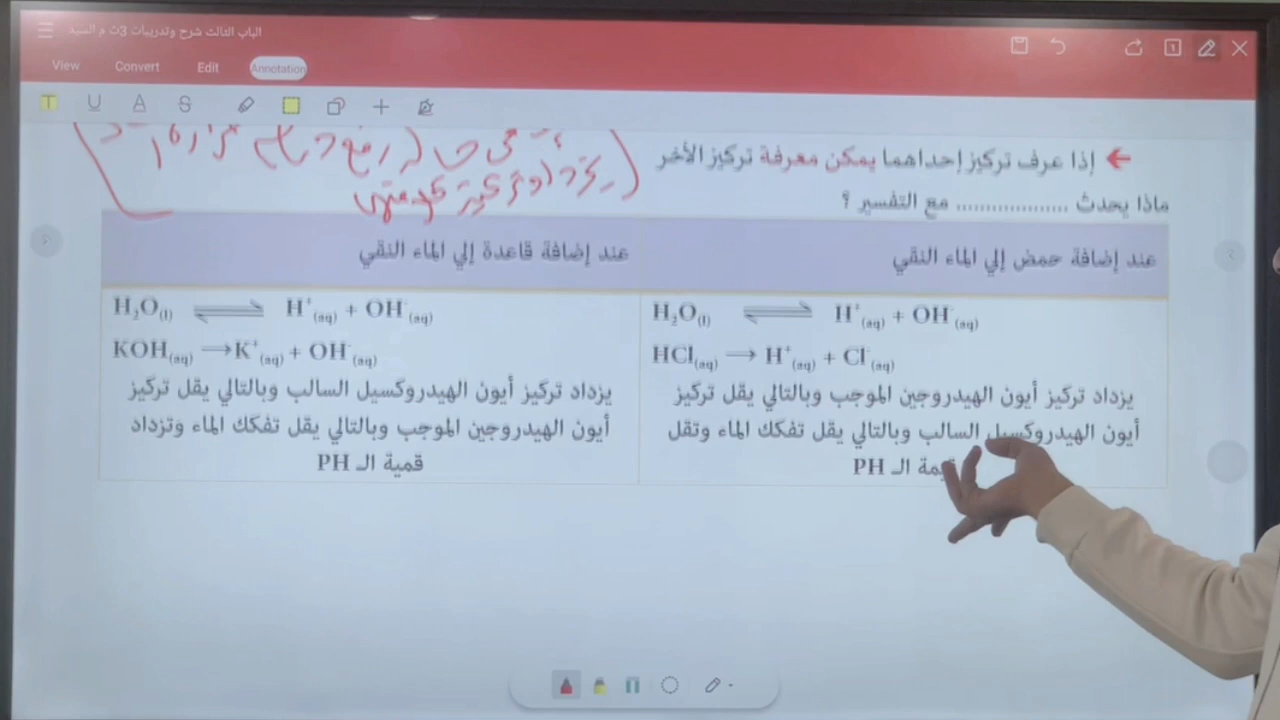 الباب الثالث شرح وتدريبات 3ث م السيد
View Convert Edit Annotation
إذا عرف تركيز إحداهما يمكن معرفة تركيز الأخر
ماذا يحدث .................. مع التفسير ؟
عند إضافة حمض إلي الماء النقي
H₂O(l) ⇌ H⁺(aq) + OH⁻(aq)
HCl(aq) → H⁺(aq) + Cl⁻(aq)
يزداد تركيز أيون الهيدروجين الموجب وبالتالي يقل تركيز
أيون الهيدروكسيل السالب وبالتالي يقل تفكك الماء وتقل
قيمة الـ PH
عند إضافة قاعدة إلي الماء النقي
H₂O(l) ⇌ H⁺(aq) + OH⁻(aq)
KOH(aq) → K⁺(aq) + OH⁻(aq)
يزداد تركيز أيون الهيدروكسيل السالب وبالتالي يقل تركيز
أيون الهيدروجين الموجب وبالتالي يقل تفكك الماء وتزداد
قمية الـ PH